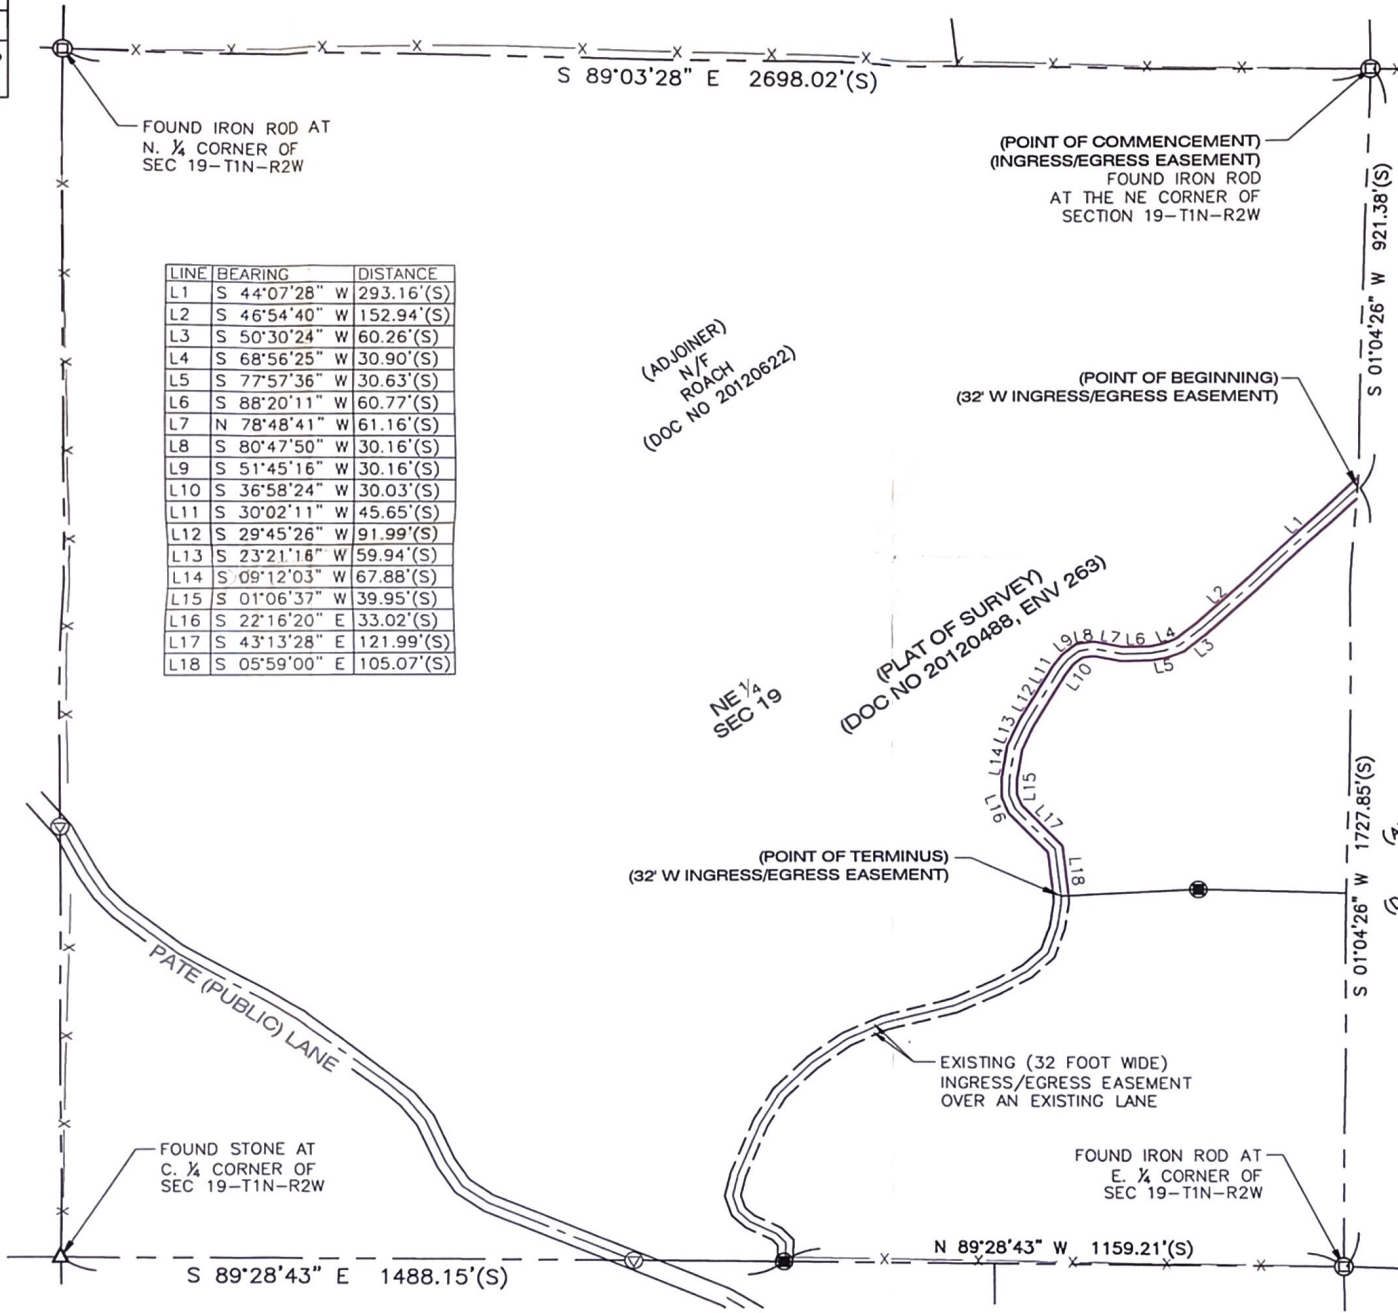 S 89°03'28" E 2698.02'(S)
FOUND IRON ROD AT
N. ¼ CORNER OF
SEC 19-T1N-R2W
(POINT OF COMMENCEMENT)
(INGRESS/EGRESS EASEMENT)
FOUND IRON ROD
AT THE NE CORNER OF
SECTION 19-T1N-R2W
S 01°04'26" W 921.38'(S)
LINE BEARING DISTANCE
L1 S 44°07'28" W 293.16'(S)
L2 S 46°54'40" W 152.94'(S)
L3 S 50°30'24" W 60.26'(S)
L4 S 68°56'25" W 30.90'(S)
L5 S 77°57'36" W 30.63'(S)
L6 S 88°20'11" W 60.77'(S)
L7 N 78°48'41" W 61.16'(S)
L8 S 80°47'50" W 30.16'(S)
L9 S 51°45'16" W 30.16'(S)
L10 S 36°58'24" W 30.03'(S)
L11 S 30°02'11" W 45.65'(S)
L12 S 29°45'26" W 91.99'(S)
L13 S 23°21'16" W 59.94'(S)
L14 S 09°12'03" W 67.88'(S)
L15 S 01°06'37" W 39.95'(S)
L16 S 22°16'20" E 33.02'(S)
L17 S 43°13'28" E 121.99'(S)
L18 S 05°59'00" E 105.07'(S)
(ADJOINER)
N/F
ROACH
(DOC NO 20120622)
(POINT OF BEGINNING)
(32' W INGRESS/EGRESS EASEMENT)
L1
L2
L3
L4
L5
L6
L7
L8
L9
L10
L11
L12
L13
L14
L15
L16
L17
L18
(PLAT OF SURVEY)
(DOC NO 20120488, ENV 263)
NE ¼
SEC 19
(POINT OF TERMINUS)
(32' W INGRESS/EGRESS EASEMENT)
S 01°04'26" W 1727.85'(S)
PATE (PUBLIC) LANE
EXISTING (32 FOOT WIDE)
INGRESS/EGRESS EASEMENT
OVER AN EXISTING LANE
FOUND STONE AT
C. ¼ CORNER OF
SEC 19-T1N-R2W
FOUND IRON ROD AT
E. ¼ CORNER OF
SEC 19-T1N-R2W
N 89°28'43" W 1159.21'(S)
S 89°28'43" E 1488.15'(S)